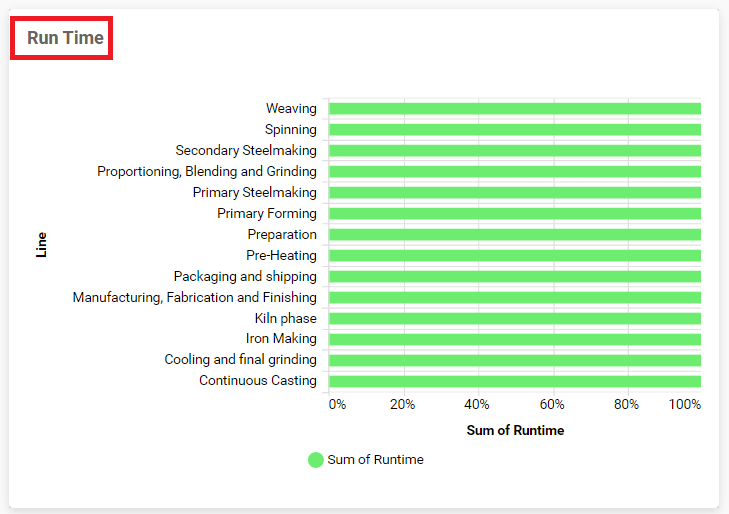 Run Time
Weaving
Spinning
Secondary Steelmaking
Proportioning, Blending and Grinding
Primary Steelmaking
Primary Forming
Preparation
Pre-Heating
Packaging and shipping
Manufacturing, Fabrication and Finishing
Kiln phase
Iron Making
Cooling and final grinding
Continuous Casting
Line
0% 20% 40% 60% 80% 100%
Sum of Runtime
Sum of Runtime